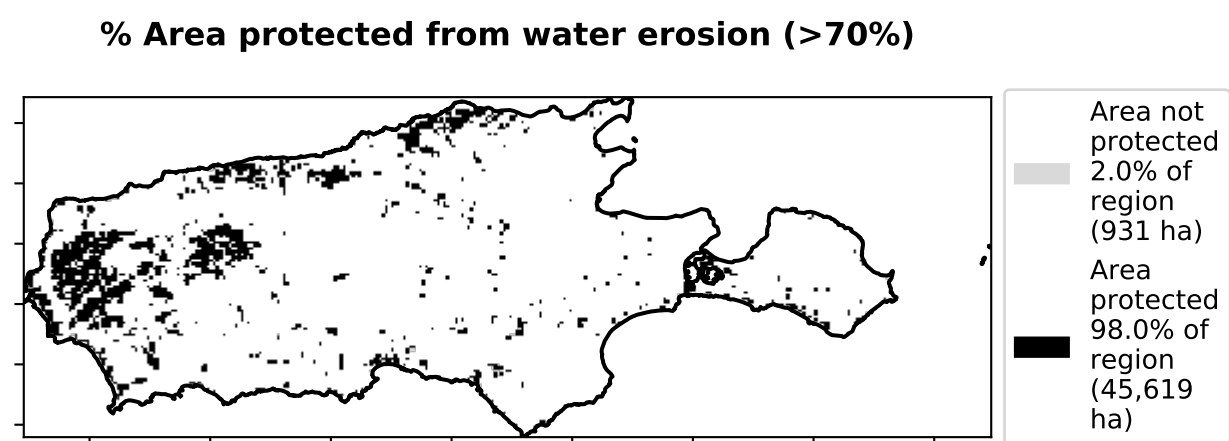 % Area protected from water erosion (>70%)
Area not
protected
2.0% of
region
(931 ha)
Area
protected
98.0% of
region
(45,619
ha)